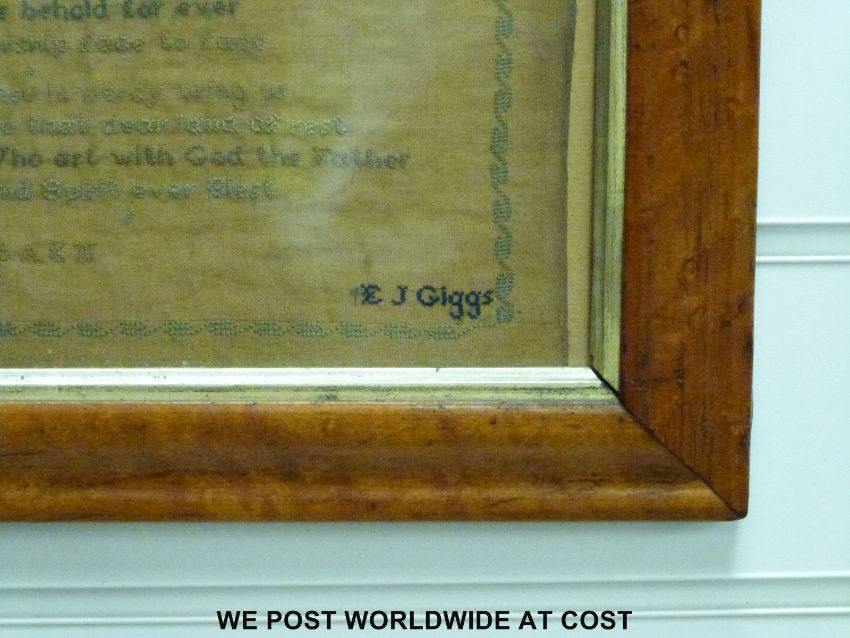 behold for ever
face to face
in mercy bring us
that dear land of rest
Who art with God the Father
Spirit ever Blest
E J Giggs
WE POST WORLDWIDE AT COST